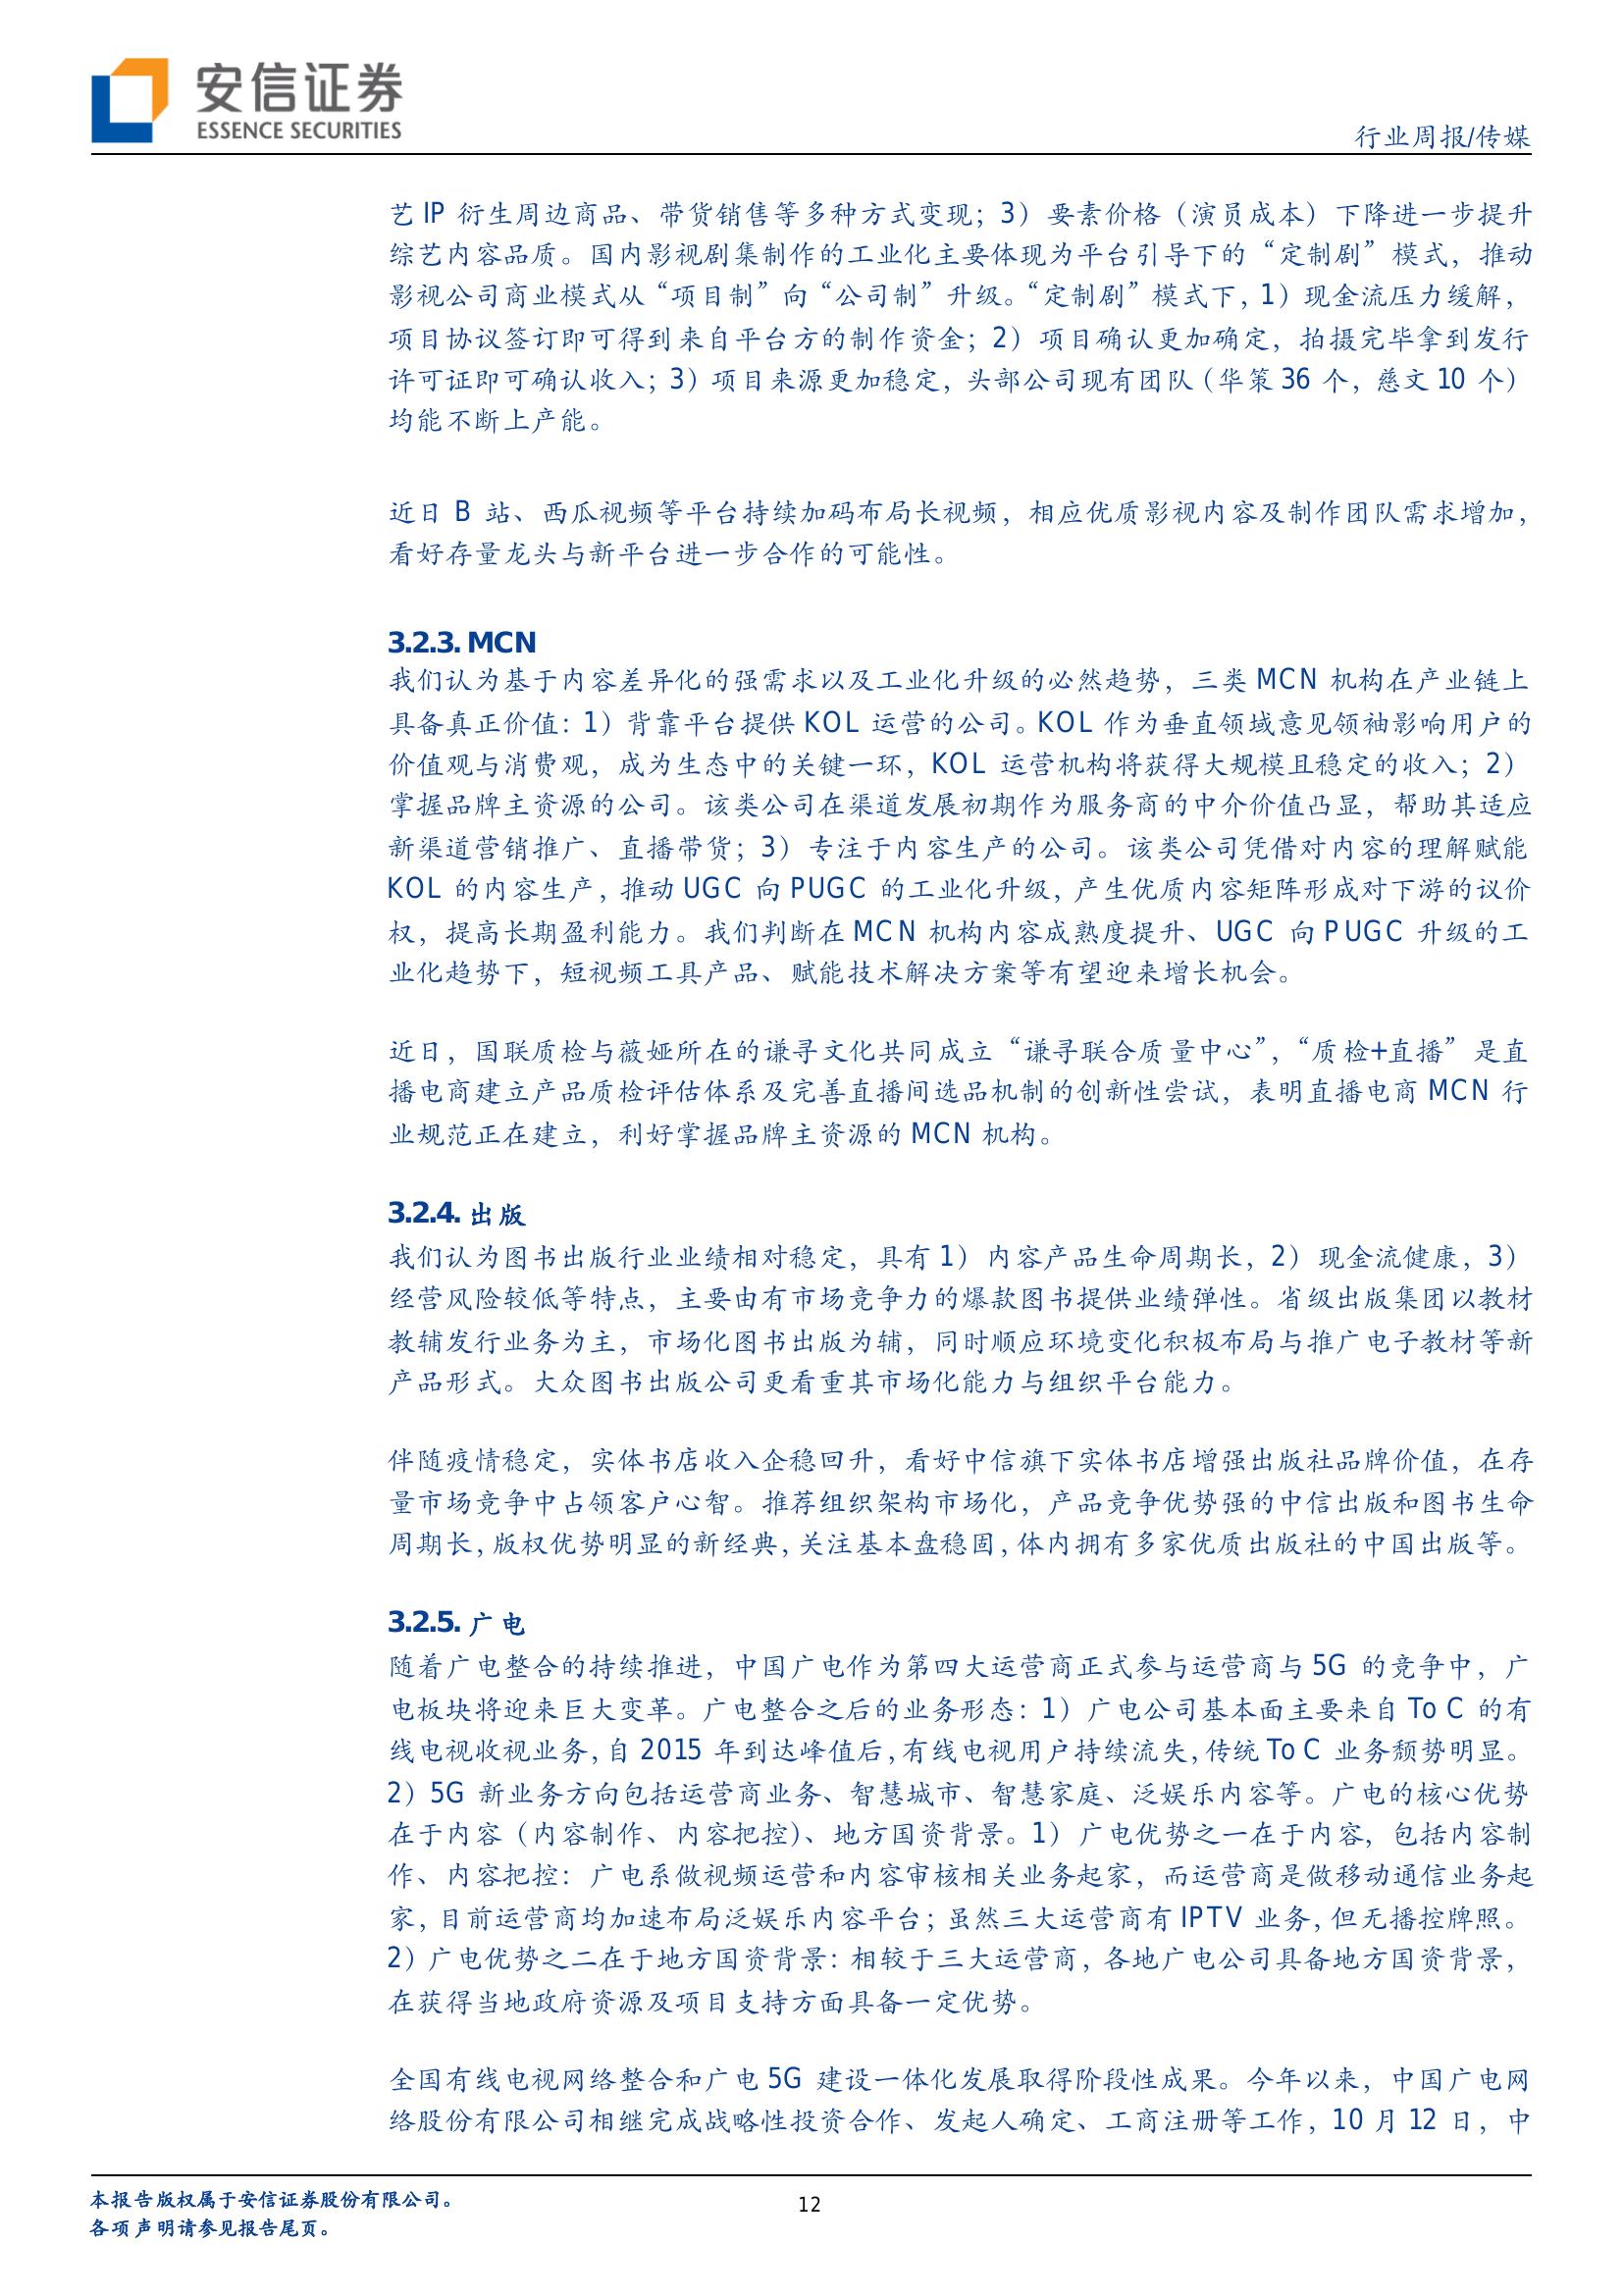 安信证券
ESSENCE SECURITIES
行业周报/传媒
艺 IP 衍生周边商品、带货销售等多种方式变现；3）要素价格（演员成本）下降进一步提升
综艺内容品质。国内影视剧集制作的工业化主要体现为平台引导下的“定制剧”模式，推动
影视公司商业模式从“项目制”向“公司制”升级。“定制剧”模式下，1）现金流压力缓解，
项目协议签订即可得到来自平台方的制作资金；2）项目确认更加确定，拍摄完毕拿到发行
许可证即可确认收入；3）项目来源更加稳定，头部公司现有团队（华策 36 个，慈文 10 个）
均能不断上产能。
近日 B 站、西瓜视频等平台持续加码布局长视频，相应优质影视内容及制作团队需求增加，
看好存量龙头与新平台进一步合作的可能性。
3.2.3. MCN
我们认为基于内容差异化的强需求以及工业化升级的必然趋势，三类 MCN 机构在产业链上
具备真正价值：1）背靠平台提供 KOL 运营的公司。KOL 作为垂直领域意见领袖影响用户的
价值观与消费观，成为生态中的关键一环，KOL 运营机构将获得大规模且稳定的收入；2）
掌握品牌主资源的公司。该类公司在渠道发展初期作为服务商的中介价值凸显，帮助其适应
新渠道营销推广、直播带货；3）专注于内容生产的公司。该类公司凭借对内容的理解赋能
KOL 的内容生产，推动 UGC 向 PUGC 的工业化升级，产生优质内容矩阵形成对下游的议价
权，提高长期盈利能力。我们判断在 MCN 机构内容成熟度提升、UGC 向 PUGC 升级的工
业化趋势下，短视频工具产品、赋能技术解决方案等有望迎来增长机会。
近日，国联质检与薇娅所在的谦寻文化共同成立“谦寻联合质量中心”，“质检+直播”是直
播电商建立产品质检评估体系及完善直播间选品机制的创新性尝试，表明直播电商 MCN 行
业规范正在建立，利好掌握品牌主资源的 MCN 机构。
3.2.4. 出版
我们认为图书出版行业业绩相对稳定，具有 1）内容产品生命周期长，2）现金流健康，3）
经营风险较低等特点，主要由有市场竞争力的爆款图书提供业绩弹性。省级出版集团以教材
教辅发行业务为主，市场化图书出版为辅，同时顺应环境变化积极布局与推广电子教材等新
产品形式。大众图书出版公司更看重其市场化能力与组织平台能力。
伴随疫情稳定，实体书店收入企稳回升，看好中信旗下实体书店增强出版社品牌价值，在存
量市场竞争中占领客户心智。推荐组织架构市场化，产品竞争优势强的中信出版和图书生命
周期长，版权优势明显的新经典，关注基本盘稳固，体内拥有多家优质出版社的中国出版等。
3.2.5. 广电
随着广电整合的持续推进，中国广电作为第四大运营商正式参与运营商与 5G 的竞争中，广
电板块将迎来巨大变革。广电整合之后的业务形态：1）广电公司基本面主要来自 To C 的有
线电视收视业务，自 2015 年到达峰值后，有线电视用户持续流失，传统 To C 业务颓势明显。
2）5G 新业务方向包括运营商业务、智慧城市、智慧家庭、泛娱乐内容等。广电的核心优势
在于内容（内容制作、内容把控）、地方国资背景。1）广电优势之一在于内容，包括内容制
作、内容把控：广电系做视频运营和内容审核相关业务起家，而运营商是做移动通信业务起
家，目前运营商均加速布局泛娱乐内容平台；虽然三大运营商有 IPTV 业务，但无播控牌照。
2）广电优势之二在于地方国资背景：相较于三大运营商，各地广电公司具备地方国资背景，
在获得当地政府资源及项目支持方面具备一定优势。
全国有线电视网络整合和广电 5G 建设一体化发展取得阶段性成果。今年以来，中国广电网
络股份有限公司相继完成战略性投资合作、发起人确定、工商注册等工作，10 月 12 日，中
本报告版权属于安信证券股份有限公司。
各项声明请参见报告尾页。
12